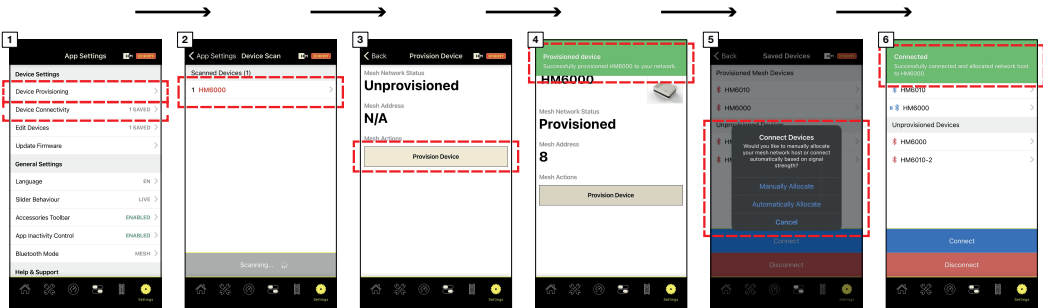 1
App Settings
Device Settings
Device Provisioning
Device Connectivity 1 SAVED
Edit Devices 1 SAVED
Update Firmware
General Settings
Language EN
Slider Behaviour LIVE
Accessories Toolbar ENABLED
App Inactivity Control ENABLED
Bluetooth Mode MESH
Help & Support
Settings
2
App Settings Device Scan
Scanned Devices (1)
1 HM6000
Scanning...
Settings
3
Back Provision Device
Mesh Network Status
Unprovisioned
Mesh Address
N/A
Mesh Actions
Provision Device
Settings
4
Provisioned device
Successfully provisioned HM6000 to your network.
HM6000
Mesh Network Status
Provisioned
Mesh Address
8
Mesh Actions
Provision Device
Settings
5
Back Saved Devices
Provisioned Mesh Devices
HM6010
HM6000
Unprovisioned Devices
Connect Devices
Would you like to manually allocate
your mesh network host or connect
automatically based on signal
strength?
Manually Allocate
Automatically Allocate
Cancel
Connect
Disconnect
Settings
6
Connected
Successfully connected and allocated network host
to HM6000.
HM6010
HM6000
Unprovisioned Devices
HM6000
HM6010-2
Connect
Disconnect
Settings